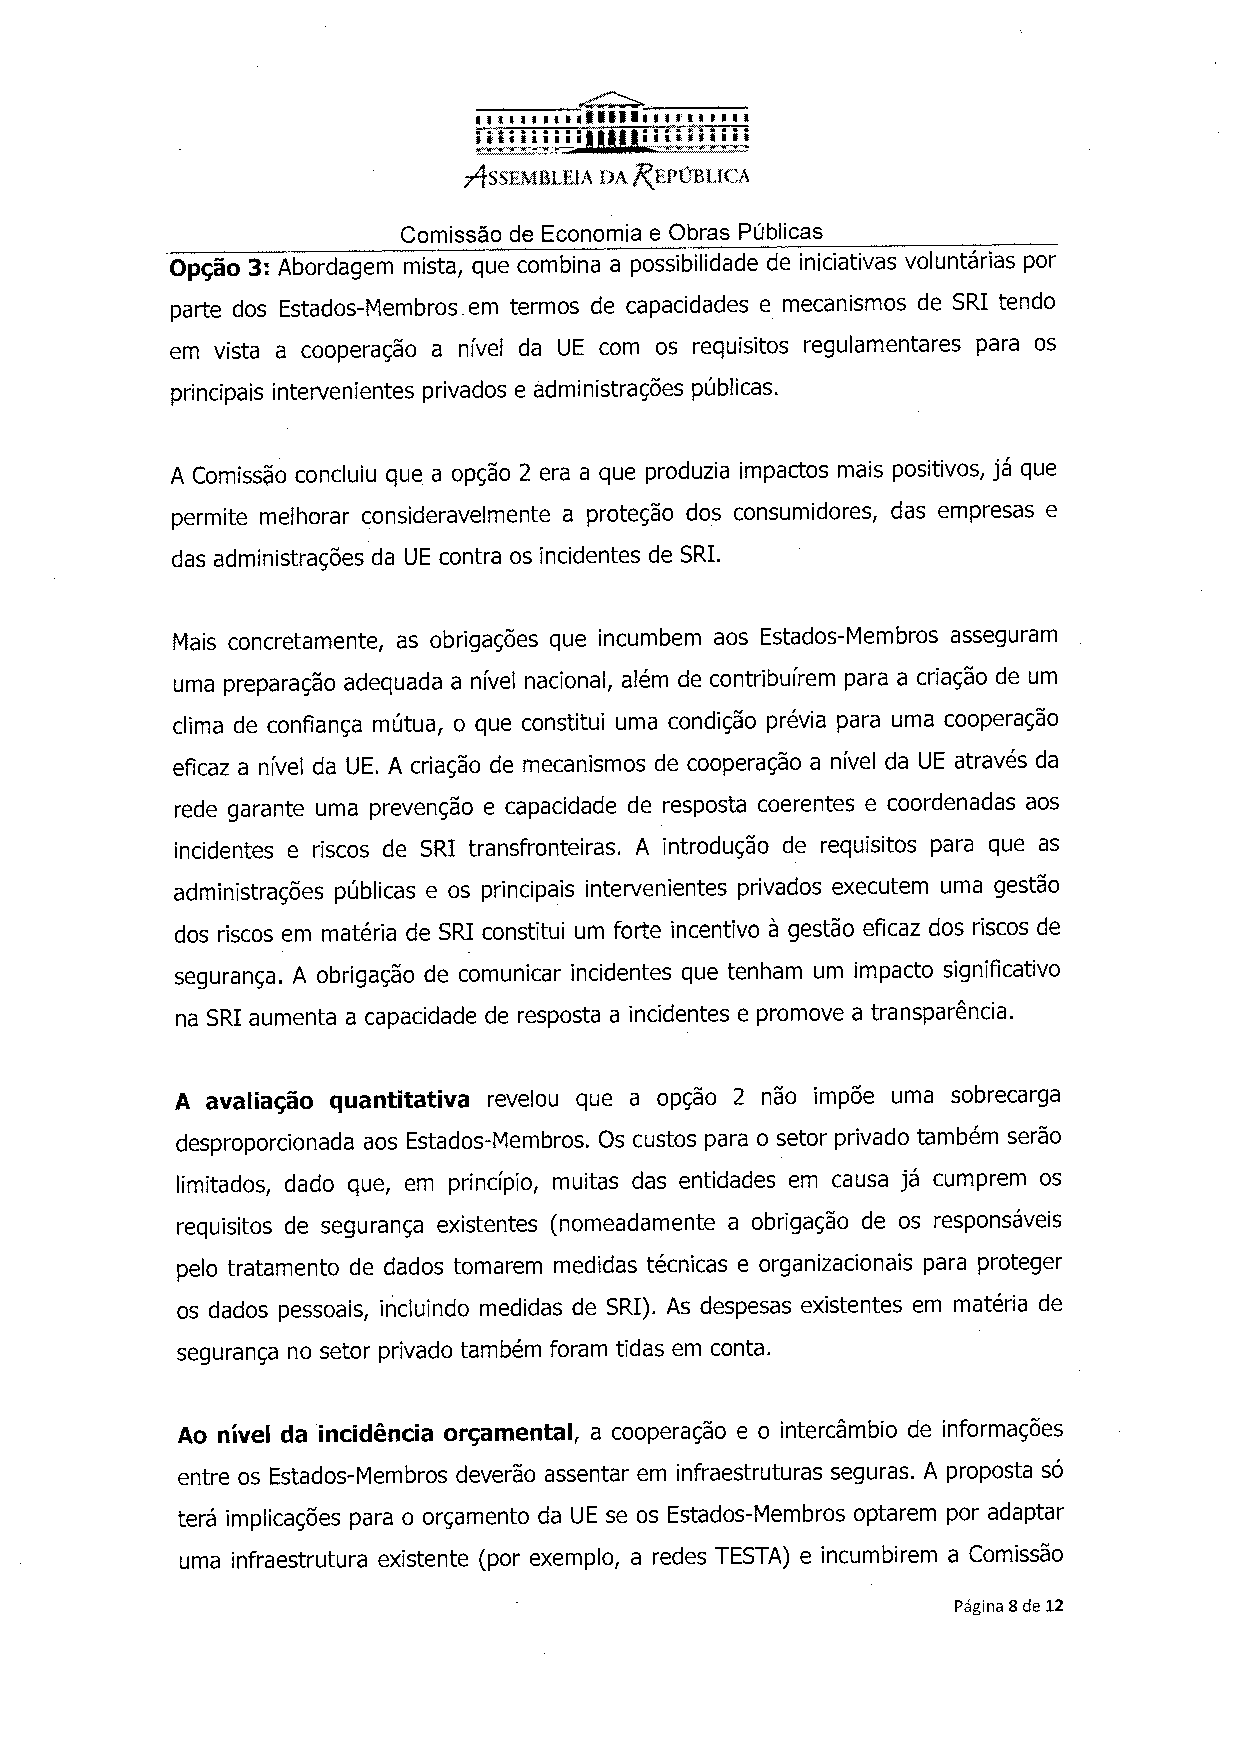 ASSEMBLEIA DA REPÚBLICA
Comissão de Economia e Obras Públicas
Opção 3: Abordagem mista, que combina a possibilidade de iniciativas voluntárias por
parte dos Estados-Membros em termos de capacidades e mecanismos de SRI tendo
em vista a cooperação a nível da UE com os requisitos regulamentares para os
principais intervenientes privados e administrações públicas.
A Comissão concluiu que a opção 2 era a que produzia impactos mais positivos, já que
permite melhorar consideravelmente a proteção dos consumidores, das empresas e
das administrações da UE contra os incidentes de SRI.
Mais concretamente, as obrigações que incumbem aos Estados-Membros asseguram
uma preparação adequada a nível nacional, além de contribuírem para a criação de um
clima de confiança mútua, o que constitui uma condição prévia para uma cooperação
eficaz a nível da UE. A criação de mecanismos de cooperação a nível da UE através da
rede garante uma prevenção e capacidade de resposta coerentes e coordenadas aos
incidentes e riscos de SRI transfronteiras. A introdução de requisitos para que as
administrações públicas e os principais intervenientes privados executem uma gestão
dos riscos em matéria de SRI constitui um forte incentivo à gestão eficaz dos riscos de
segurança. A obrigação de comunicar incidentes que tenham um impacto significativo
na SRI aumenta a capacidade de resposta a incidentes e promove a transparência.
A avaliação quantitativa revelou que a opção 2 não impõe uma sobrecarga
desproporcionada aos Estados-Membros. Os custos para o setor privado também serão
limitados, dado que, em princípio, muitas das entidades em causa já cumprem os
requisitos de segurança existentes (nomeadamente a obrigação de os responsáveis
pelo tratamento de dados tomarem medidas técnicas e organizacionais para proteger
os dados pessoais, incluindo medidas de SRI). As despesas existentes em matéria de
segurança no setor privado também foram tidas em conta.
Ao nível da incidência orçamental, a cooperação e o intercâmbio de informações
entre os Estados-Membros deverão assentar em infraestruturas seguras. A proposta só
terá implicações para o orçamento da UE se os Estados-Membros optarem por adaptar
uma infraestrutura existente (por exemplo, a redes TESTA) e incumbirem a Comissão
Página 8 de 12